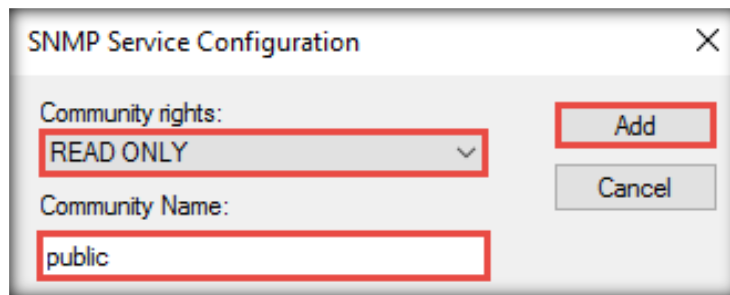 SNMP Service Configuration
Community rights:
READ ONLY
Add
Community Name:
Cancel
public